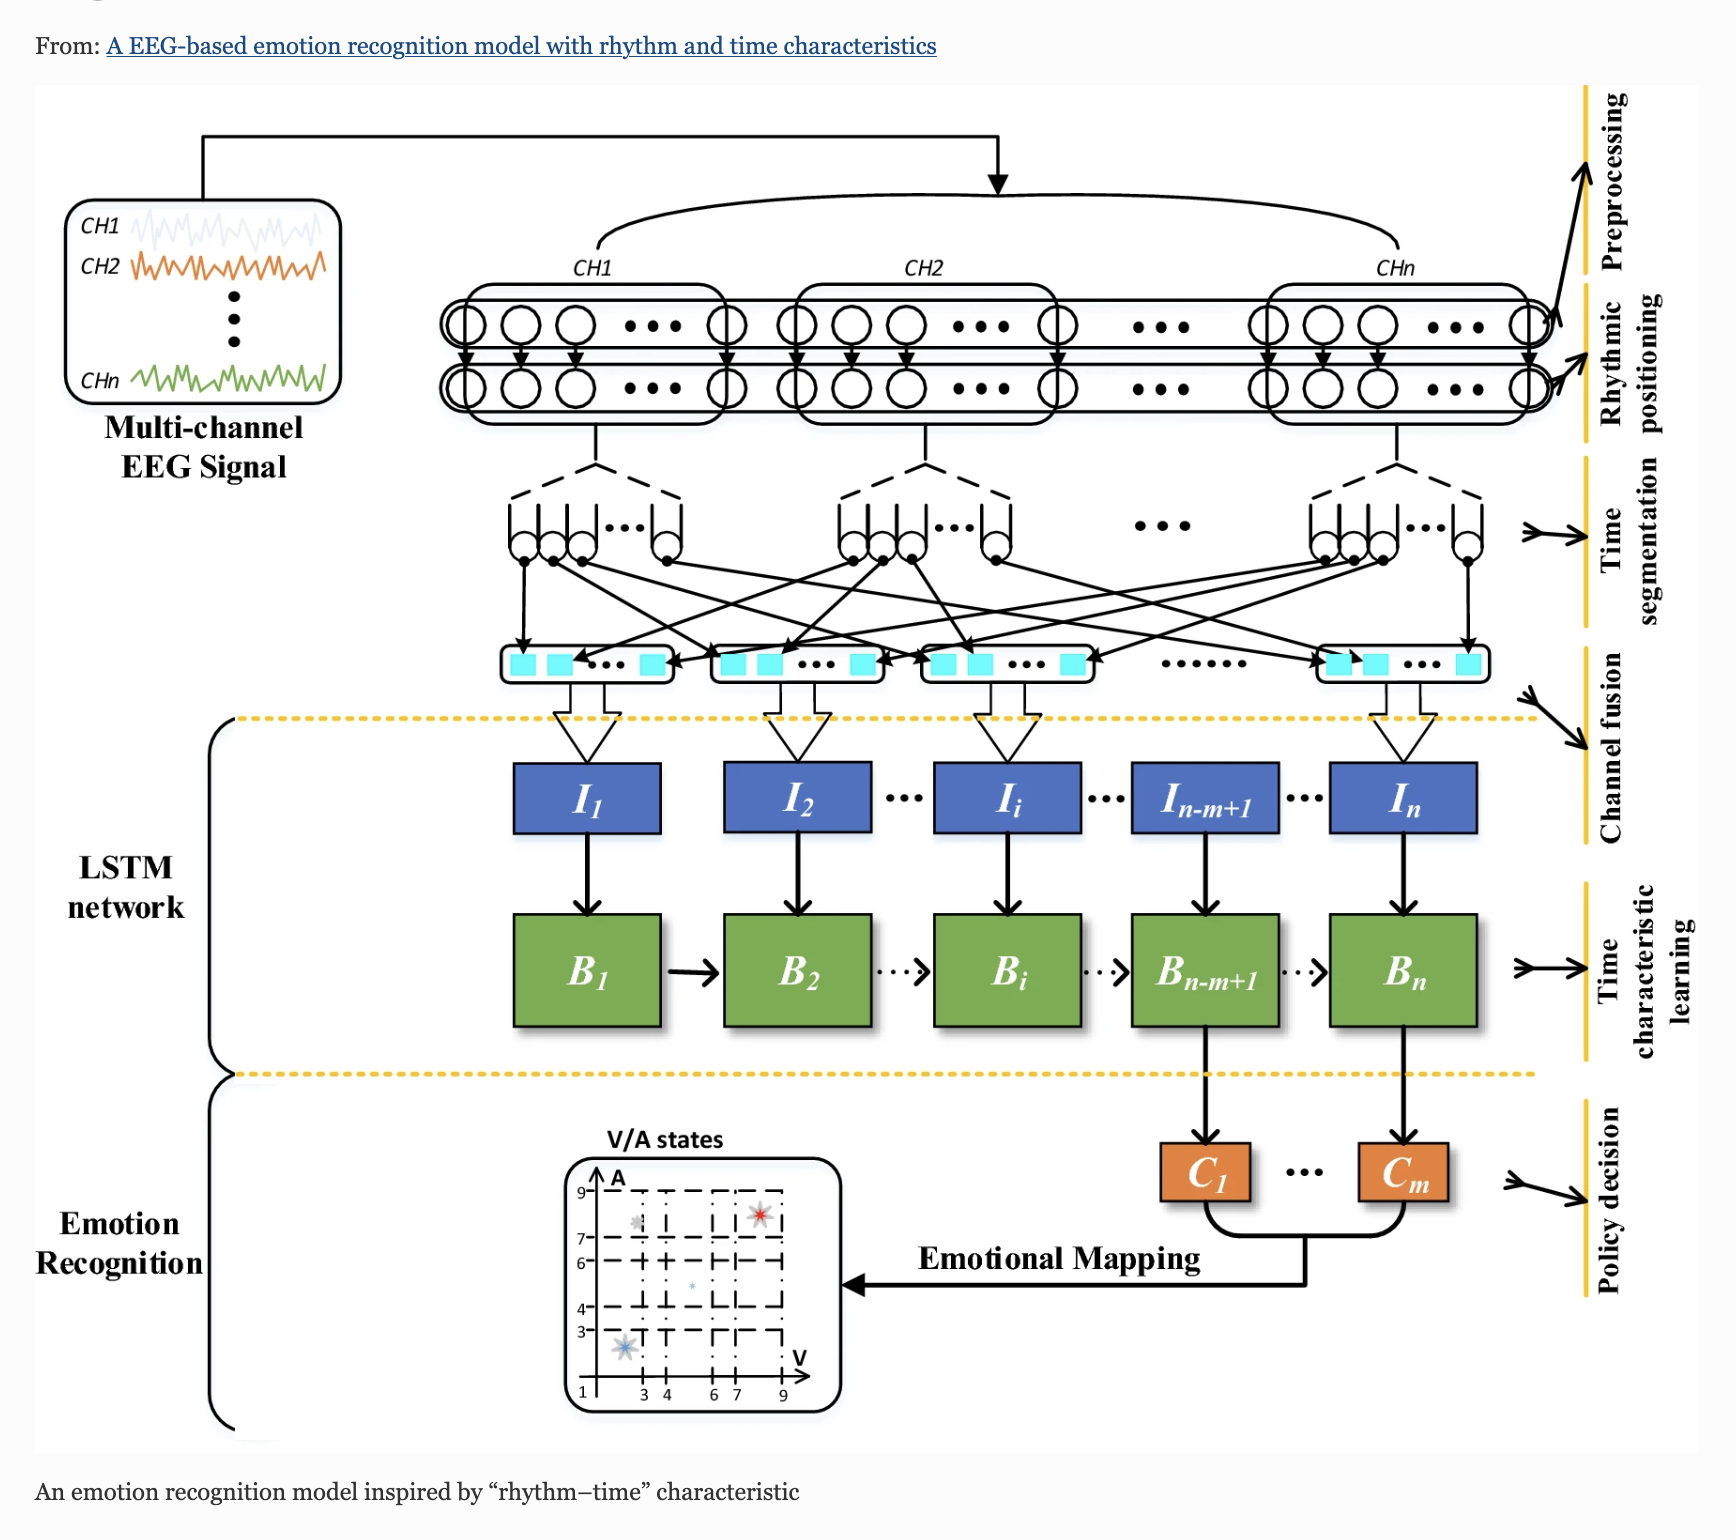 From: A EEG-based emotion recognition model with rhythm and time characteristics
CH1
CH2
CHn
Multi-channel
EEG Signal
CH1
CH2
CHn
Preprocessing
Rhythmic
positioning
Time
segmentation
Channel fusion
LSTM
network
I1
I2
Ii
In-m+1
In
B1
B2
Bi
Bn-m+1
Bn
Time
characteristic
learning
Emotion
Recognition
V/A states
A
9
7
6
4
3
V
1
3 4 6 7 9
C1
Cm
Emotional Mapping
Policy decision
An emotion recognition model inspired by “rhythm–time” characteristic